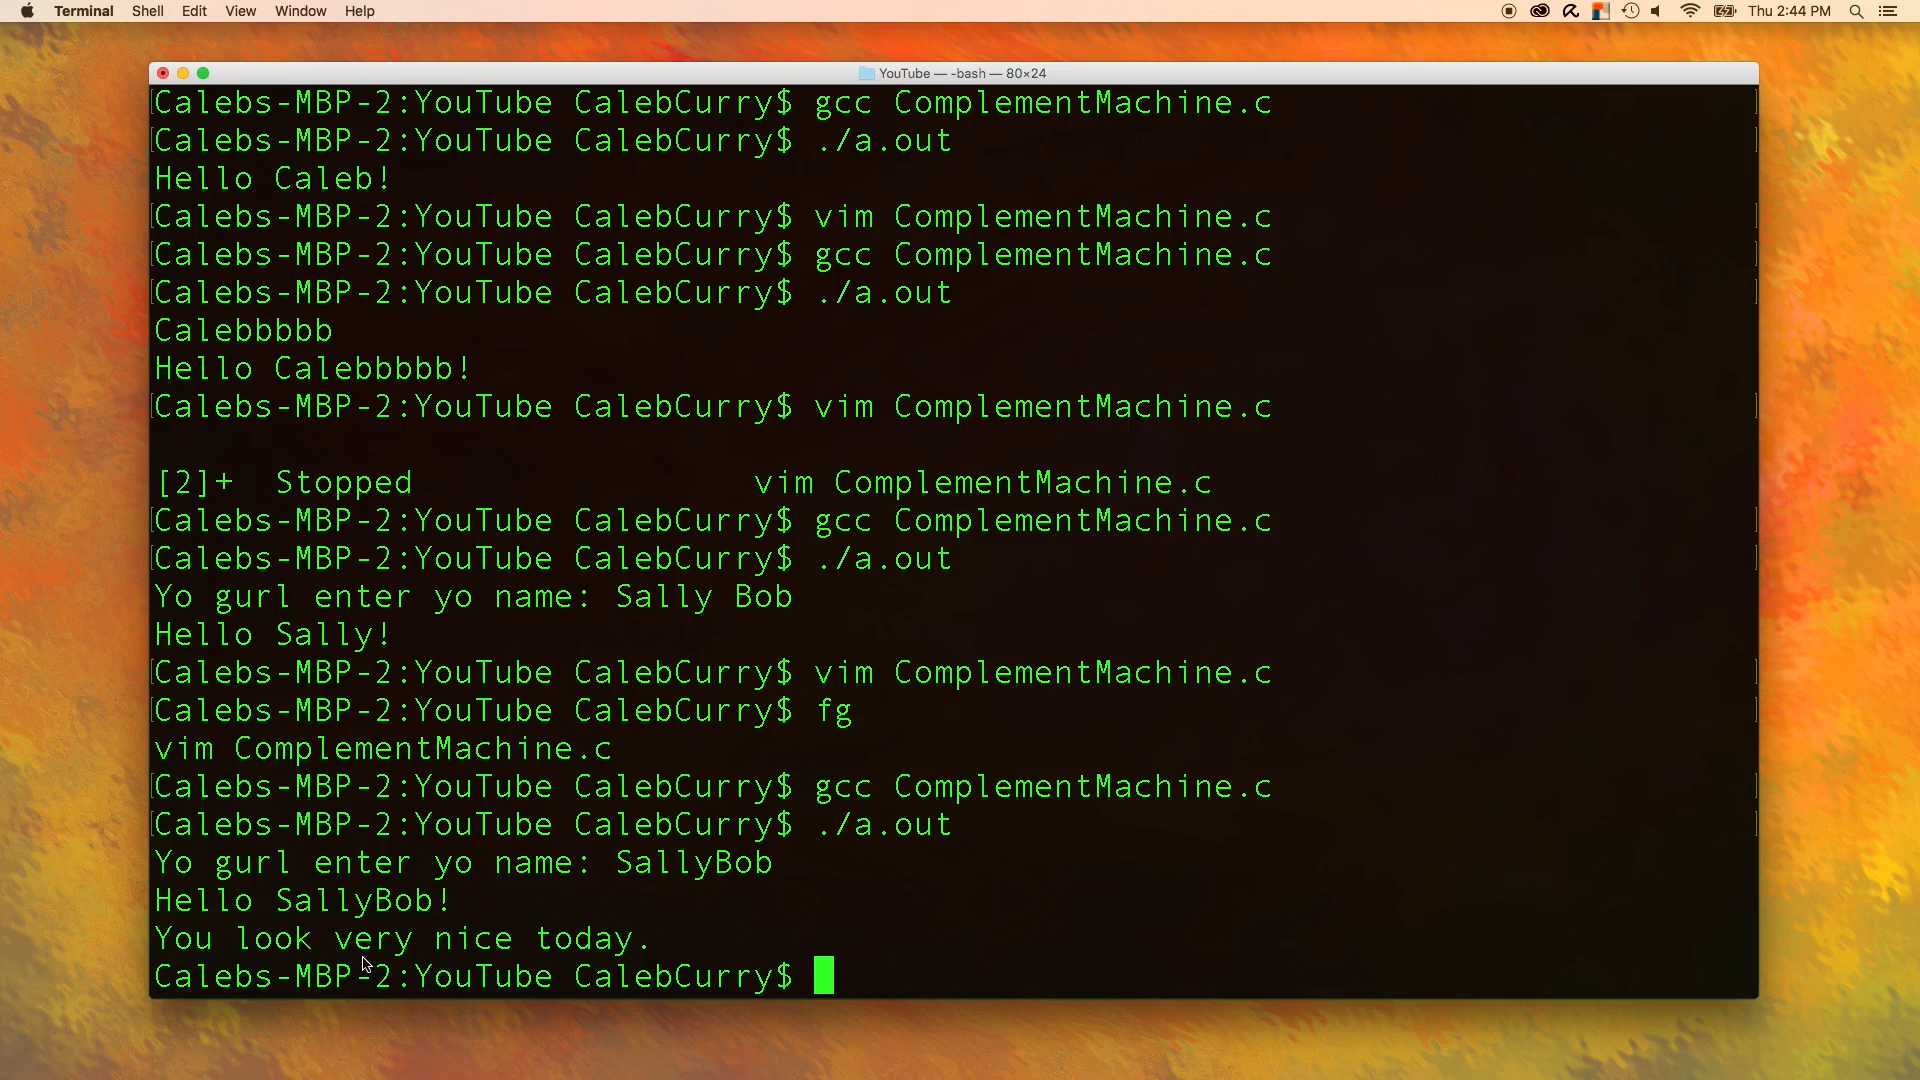 Terminal Shell Edit View Window Help Thu 2:44 PM
YouTube — -bash — 80×24
Calebs-MBP-2:YouTube CalebCurry$ gcc ComplementMachine.c
Calebs-MBP-2:YouTube CalebCurry$ ./a.out
Hello Caleb!
Calebs-MBP-2:YouTube CalebCurry$ vim ComplementMachine.c
Calebs-MBP-2:YouTube CalebCurry$ gcc ComplementMachine.c
Calebs-MBP-2:YouTube CalebCurry$ ./a.out
Calebbbbb
Hello Calebbbbb!
Calebs-MBP-2:YouTube CalebCurry$ vim ComplementMachine.c
[2]+ Stopped vim ComplementMachine.c
Calebs-MBP-2:YouTube CalebCurry$ gcc ComplementMachine.c
Calebs-MBP-2:YouTube CalebCurry$ ./a.out
Yo gurl enter yo name: Sally Bob
Hello Sally!
Calebs-MBP-2:YouTube CalebCurry$ vim ComplementMachine.c
Calebs-MBP-2:YouTube CalebCurry$ fg
vim ComplementMachine.c
Calebs-MBP-2:YouTube CalebCurry$ gcc ComplementMachine.c
Calebs-MBP-2:YouTube CalebCurry$ ./a.out
Yo gurl enter yo name: SallyBob
Hello SallyBob!
You look very nice today.
Calebs-MBP-2:YouTube CalebCurry$